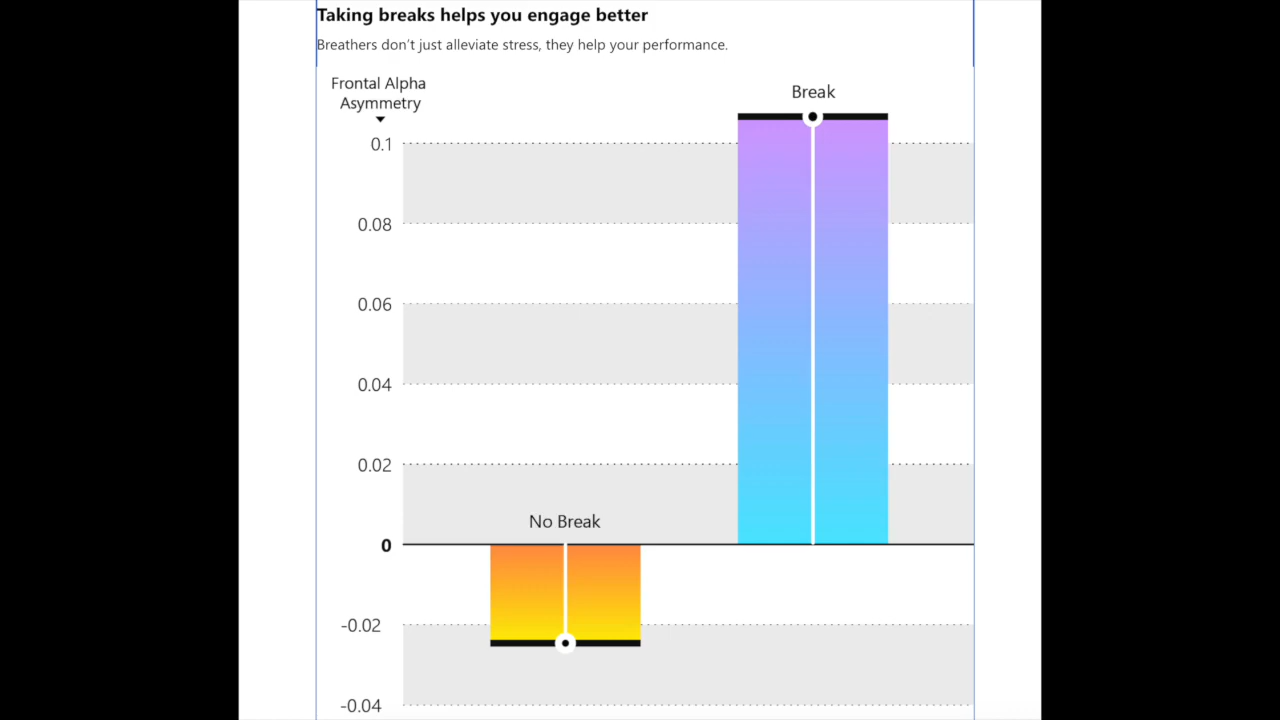 Taking breaks helps you engage better
Breathers don’t just alleviate stress, they help your performance.
Frontal Alpha
Asymmetry
Break
0.1
0.08
0.06
0.04
0.02
No Break
0
-0.02
-0.04